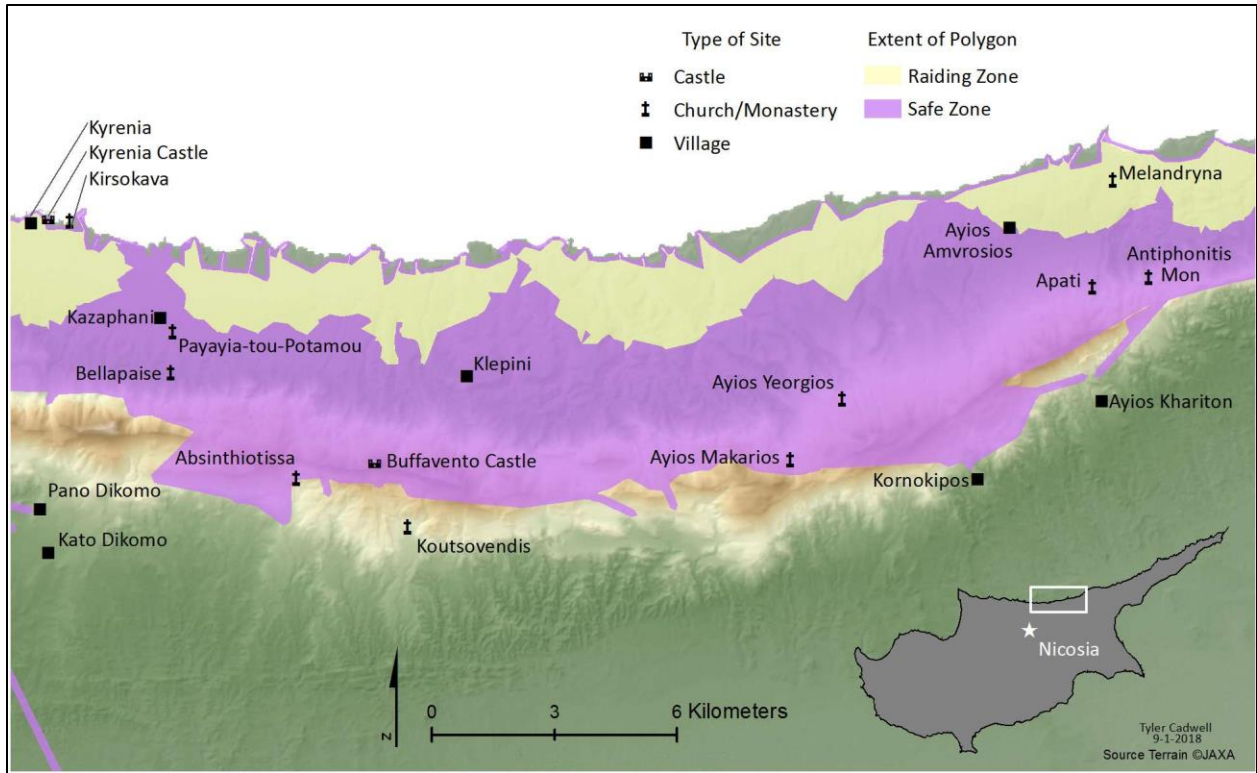 Type of Site
Extent of Polygon
Castle
Raiding Zone
Church/Monastery
Safe Zone
Village
Kyrenia
Kyrenia Castle
Kirsokava
Melandryna
Ayios
Amvrosios
Antiphonitis
Mon
Apati
Kazaphani
Payayia-tou-Potamou
Bellapaise
Klepini
Ayios Yeorgios
Ayios Khariton
Absinthiotissa
Buffavento Castle
Ayios Makarios
Kornokipos
Pano Dikomo
Koutsovendis
Kato Dikomo
Nicosia
N
0 3 6 Kilometers
Tyler Cadwell
9-1-2018
Source Terrain ©JAXA